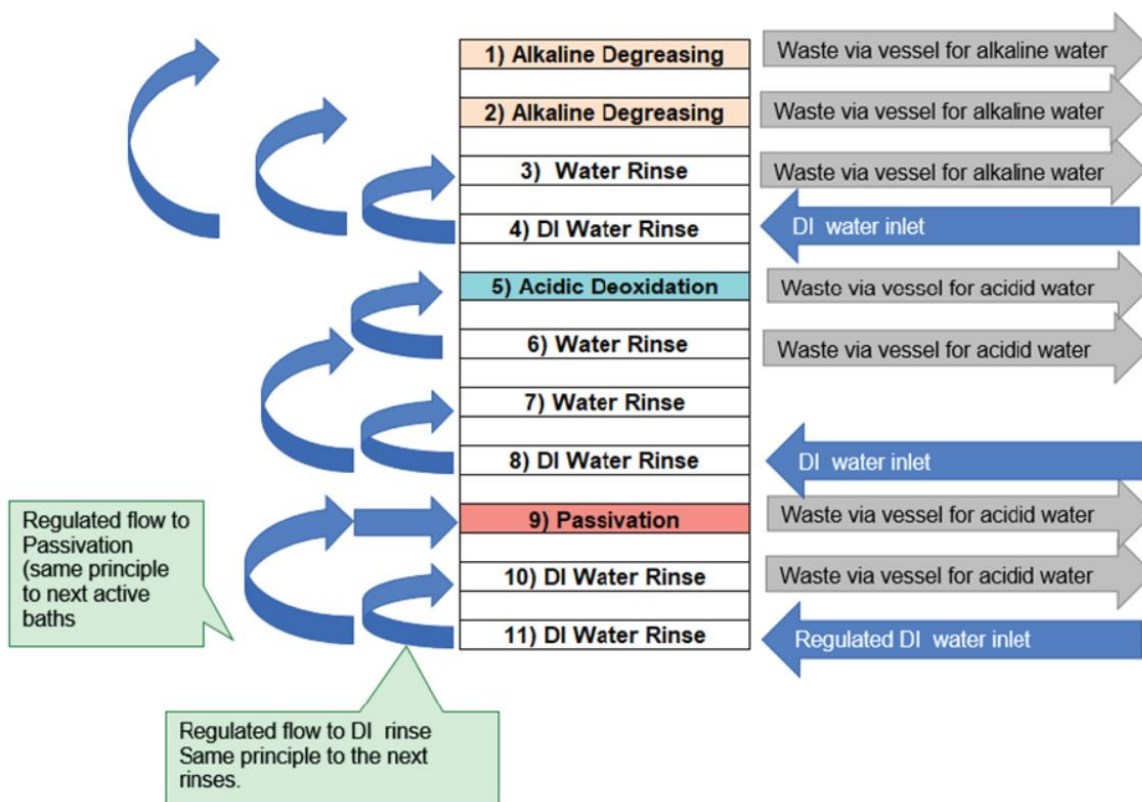 1) Alkaline Degreasing
Waste via vessel for alkaline water
2) Alkaline Degreasing
Waste via vessel for alkaline water
3) Water Rinse
Waste via vessel for alkaline water
4) DI Water Rinse
DI water inlet
5) Acidic Deoxidation
Waste via vessel for acidid water
6) Water Rinse
Waste via vessel for acidid water
7) Water Rinse
8) DI Water Rinse
DI water inlet
9) Passivation
Waste via vessel for acidid water
10) DI Water Rinse
Waste via vessel for acidid water
11) DI Water Rinse
Regulated DI water inlet
Regulated flow to
Passivation
(same principle
to next active
baths
Regulated flow to DI rinse
Same principle to the next
rinses.